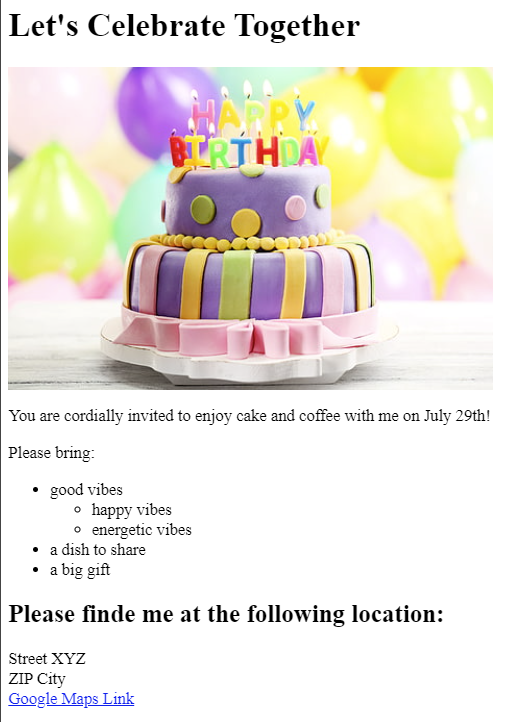 Let's Celebrate Together
HAPPY
BIRTHDAY
You are cordially invited to enjoy cake and coffee with me on July 29th!
Please bring:
good vibes
happy vibes
energetic vibes
a dish to share
a big gift
Please finde me at the following location:
Street XYZ
ZIP City
Google Maps Link